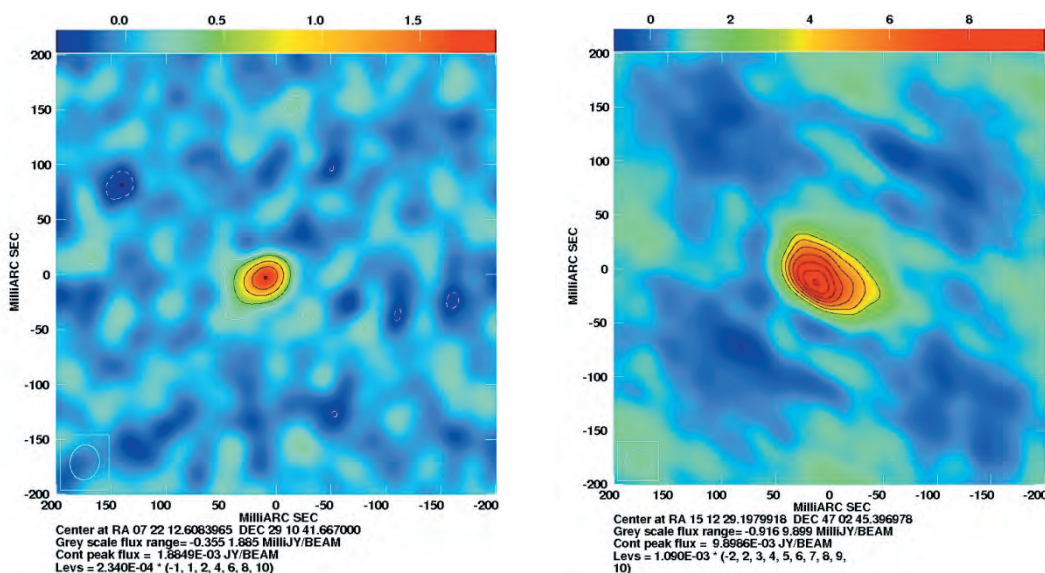 0.0 0.5 1.0 1.5
200
150
100
50
0
-50
-100
-150
-200
MilliARC SEC
200 150 100 50 0 -50 -100 -150 -200
MilliARC SEC
Center at RA 07 22 12.6083965 DEC 29 10 41.667000
Grey scale flux range= -0.355 1.885 MilliJY/BEAM
Cont peak flux = 1.8849E-03 JY/BEAM
Levs = 2.340E-04 * (-1, 1, 2, 4, 6, 8, 10)
0 2 4 6 8
200
150
100
50
0
-50
-100
-150
-200
MilliARC SEC
200 150 100 50 0 -50 -100 -150 -200
MilliARC SEC
Center at RA 15 12 29.1979918 DEC 47 02 45.396978
Grey scale flux range= -0.916 9.899 MilliJY/BEAM
Cont peak flux = 9.8986E-03 JY/BEAM
Levs = 1.090E-03 * (-2, 2, 3, 4, 5, 6, 7, 8, 9,
10)